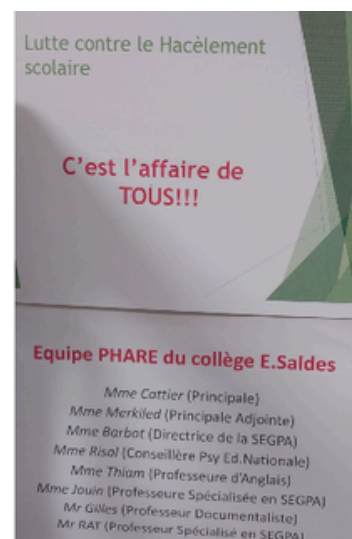 Lutte contre le Hacèlement
scolaire
C'est l'affaire de
TOUS!!!
Equipe PHARE du collège E.Saldes
Mme Cottier (Principale)
Mme Merkiled (Principale Adjointe)
Mme Barbot (Directrice de la SEGPA)
Mme Risol (Conseillère Psy Ed.Nationale)
Mme Thiam (Professeure d'Anglais)
Mme Jouin (Professeure Spécialisée en SEGPA)
Mr Gilles (Professeur Documentaliste)
Mr RAT (Professeur Spécialisé en SEGPA)